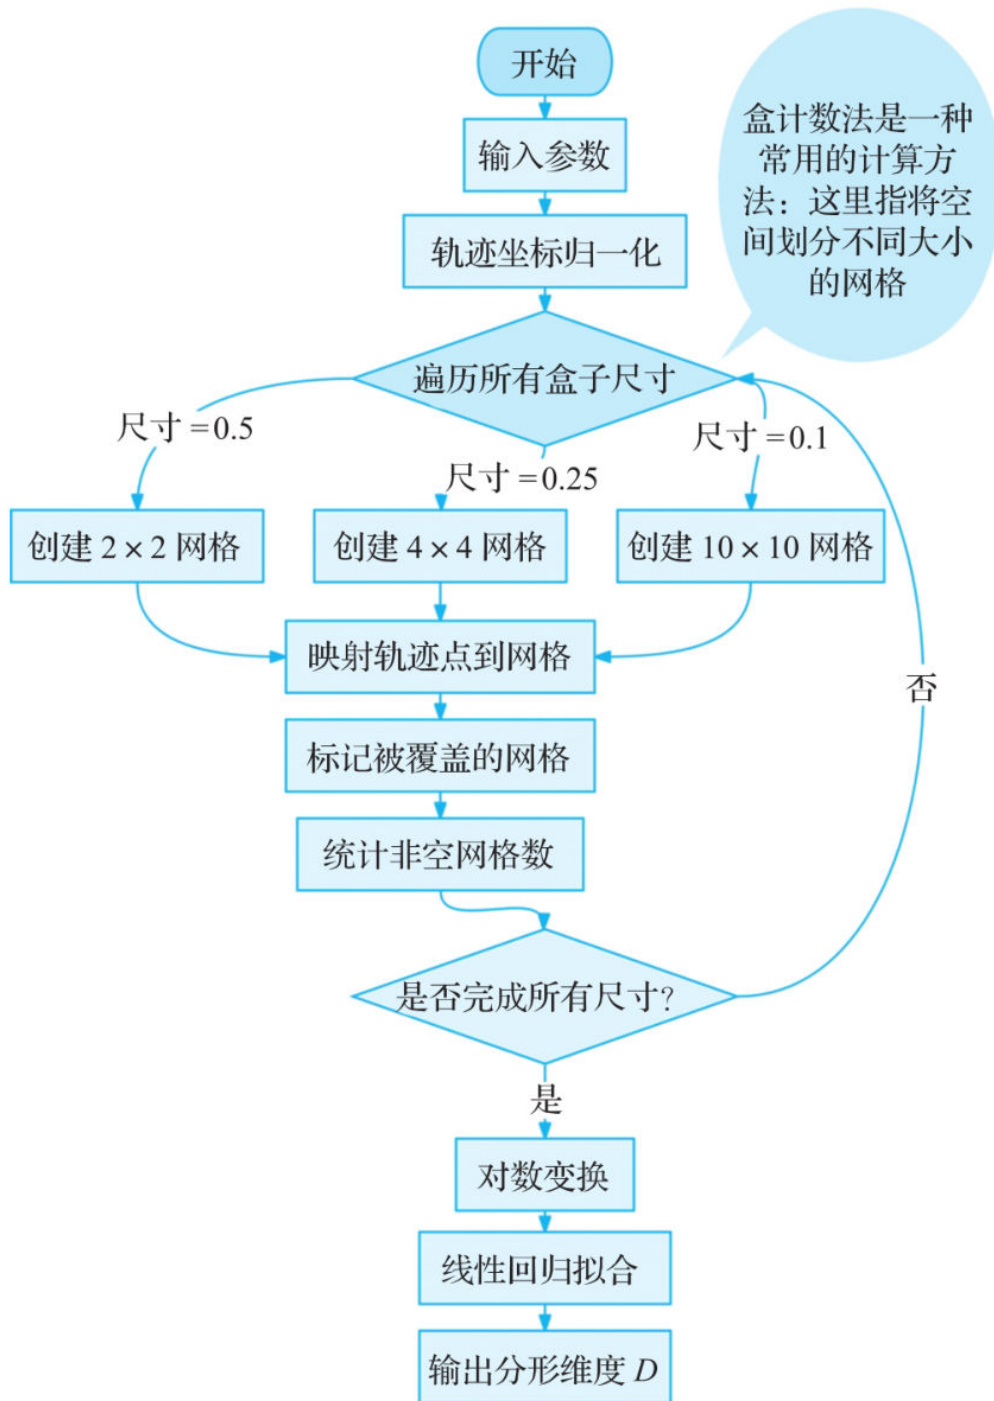 开始
盒计数法是一种
常用的计算方
法：这里指将空
间划分不同大小
的网格
输入参数
轨迹坐标归一化
遍历所有盒子尺寸
尺寸=0.5
尺寸=0.25
尺寸=0.1
创建 2×2 网格
创建 4×4 网格
创建 10×10 网格
映射轨迹点到网格
否
标记被覆盖的网格
统计非空网格数
是否完成所有尺寸?
是
对数变换
线性回归拟合
输出分形维度 D